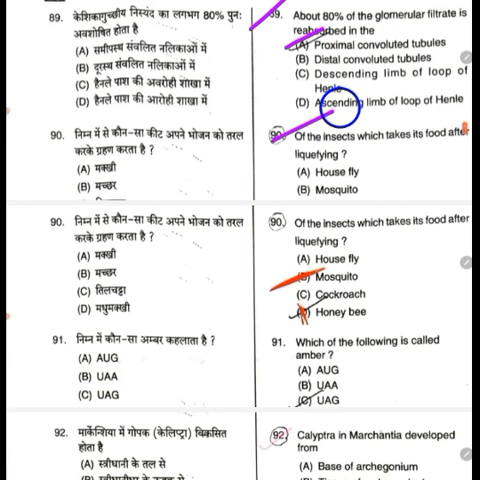 89. केशिकागुच्छीय निस्यंद का लगभग 80% पुनः
अवशोषित होता है
(A) समीपस्थ संवलित नलिकाओं में
(B) दूरस्थ संवलित नलिकाओं में
(C) हैनले पाश की अवरोही शाखा में
(D) हैनले पाश की आरोही शाखा में
90. निम्न में से कौन-सा कीट अपने भोजन को तरल
करके ग्रहण करता है ?
(A) मक्खी
(B) मच्छर
89. About 80% of the glomerular filtrate is
reabsorbed in the
(A) Proximal convoluted tubules
(B) Distal convoluted tubules
(C) Descending limb of loop of
Henle
(D) Ascending limb of loop of Henle
90. Of the insects which takes its food after
liquefying ?
(A) House fly
(B) Mosquito
90. निम्न में से कौन-सा कीट अपने भोजन को तरल
करके ग्रहण करता है ?
(A) मक्खी
(B) मच्छर
(C) तिलचट्टा
(D) मधुमक्खी
91. निम्न में कौन-सा अम्बर कहलाता है ?
(A) AUG
(B) UAA
(C) UAG
90. Of the insects which takes its food after
liquefying ?
(A) House fly
(B) Mosquito
(C) Cockroach
(D) Honey bee
91. Which of the following is called
amber ?
(A) AUG
(B) UAA
(C) UAG
92. मार्केन्शिया में गोपक (केलिप्ट्रा) विकसित
होता है
(A) स्त्रीधानी के तल से
92. Calyptra in Marchantia developed
from
(A) Base of archegonium